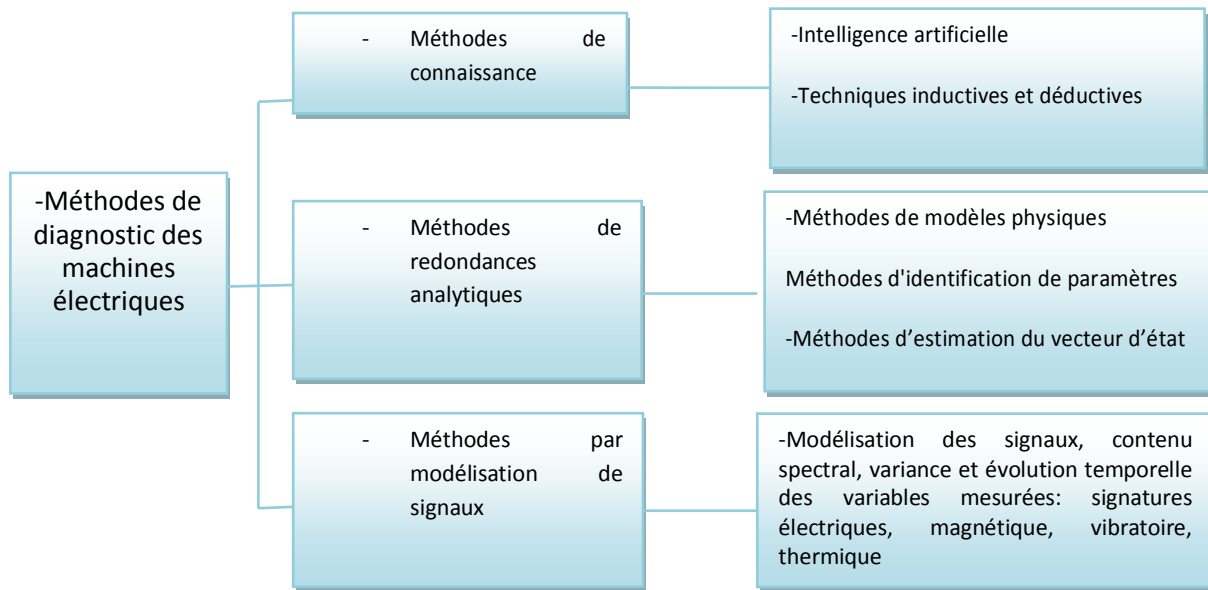 -Méthodes de
diagnostic des
machines
électriques
- Méthodes de
connaissance
-Intelligence artificielle
-Techniques inductives et déductives
- Méthodes de
redondances
analytiques
-Méthodes de modèles physiques
Méthodes d'identification de paramètres
-Méthodes d’estimation du vecteur d’état
- Méthodes par
modélisation de
signaux
-Modélisation des signaux, contenu
spectral, variance et évolution temporelle
des variables mesurées: signatures
électriques, magnétique, vibratoire,
thermique